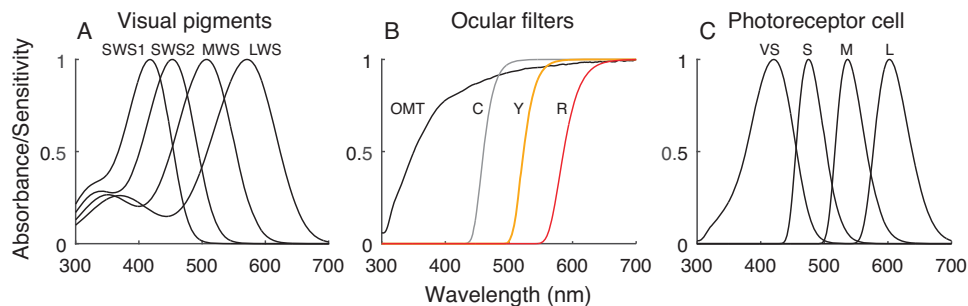 A Visual pigments
SWS1 SWS2 MWS LWS
Absorbance/Sensitivity
1
0.5
0
300 400 500 600 700
B Ocular filters
OMT C Y R
1
0.5
0
300 400 500 600 700
Wavelength (nm)
C Photoreceptor cell
VS S M L
1
0.5
0
300 400 500 600 700